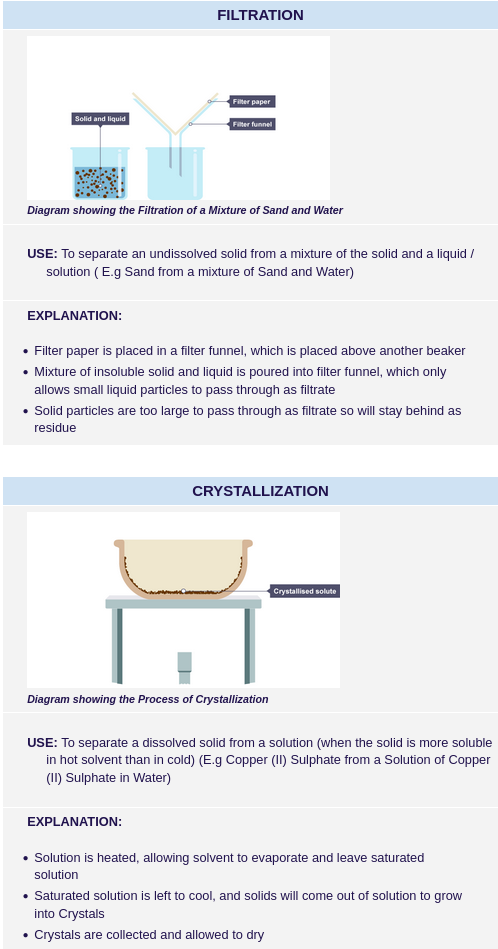 FILTRATION
Filter paper
Solid and liquid
Filter funnel
Diagram showing the Filtration of a Mixture of Sand and Water
USE: To separate an undissolved solid from a mixture of the solid and a liquid /
solution ( E.g Sand from a mixture of Sand and Water)
EXPLANATION:
• Filter paper is placed in a filter funnel, which is placed above another beaker
• Mixture of insoluble solid and liquid is poured into filter funnel, which only
allows small liquid particles to pass through as filtrate
• Solid particles are too large to pass through as filtrate so will stay behind as
residue
CRYSTALLIZATION
Crystallised solute
Diagram showing the Process of Crystallization
USE: To separate a dissolved solid from a solution (when the solid is more soluble
in hot solvent than in cold) (E.g Copper (II) Sulphate from a Solution of Copper
(II) Sulphate in Water)
EXPLANATION:
• Solution is heated, allowing solvent to evaporate and leave saturated
solution
• Saturated solution is left to cool, and solids will come out of solution to grow
into Crystals
• Crystals are collected and allowed to dry